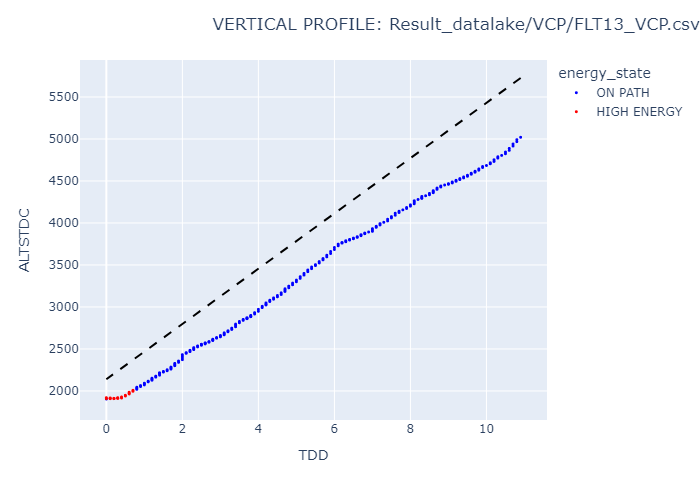 VERTICAL PROFILE: Result_datalake/VCP/FLT13_VCP.csv
energy_state
ON PATH
HIGH ENERGY
ALTSTDC
5500
5000
4500
4000
3500
3000
2500
2000
0 2 4 6 8 10
TDD